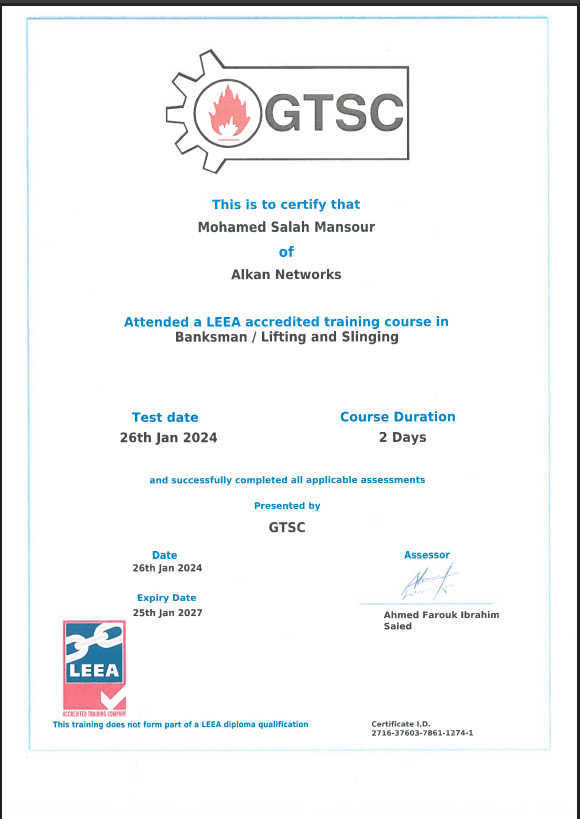 GTSC
This is to certify that
Mohamed Salah Mansour
of
Alkan Networks
Attended a LEEA accredited training course in
Banksman / Lifting and Slinging
Test date
26th Jan 2024
Course Duration
2 Days
and successfully completed all applicable assessments
Presented by
GTSC
Date
26th Jan 2024
Expiry Date
25th Jan 2027
Assessor
Ahmed Farouk Ibrahim
Saied
LEEA
ACCREDITED TRAINING COMPANY
This training does not form part of a LEEA diploma qualification
Certificate I.D.
2716-37603-7861-1274-1